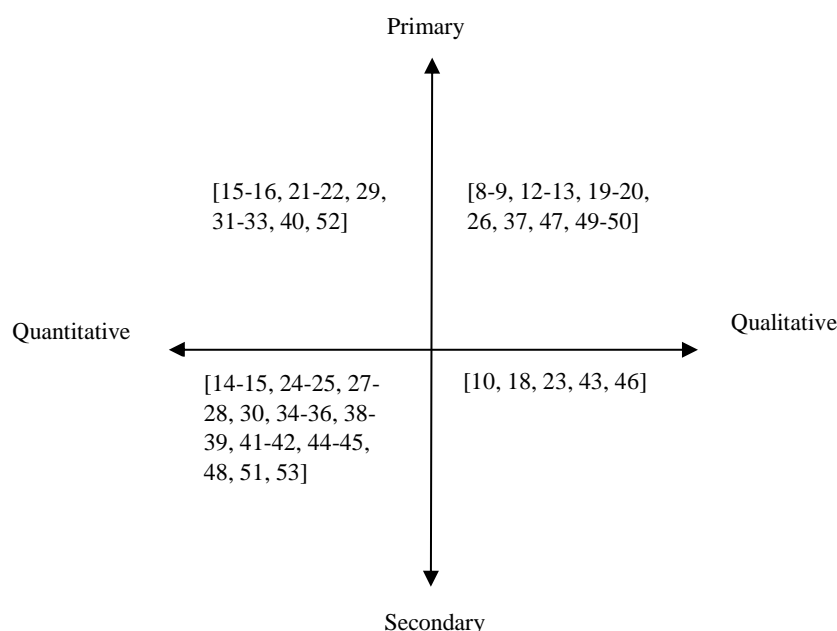 Primary
[15-16, 21-22, 29,
31-33, 40, 52]
[8-9, 12-13, 19-20,
26, 37, 47, 49-50]
Quantitative
Qualitative
[14-15, 24-25, 27-
28, 30, 34-36, 38-
39, 41-42, 44-45,
48, 51, 53]
[10, 18, 23, 43, 46]
Secondary